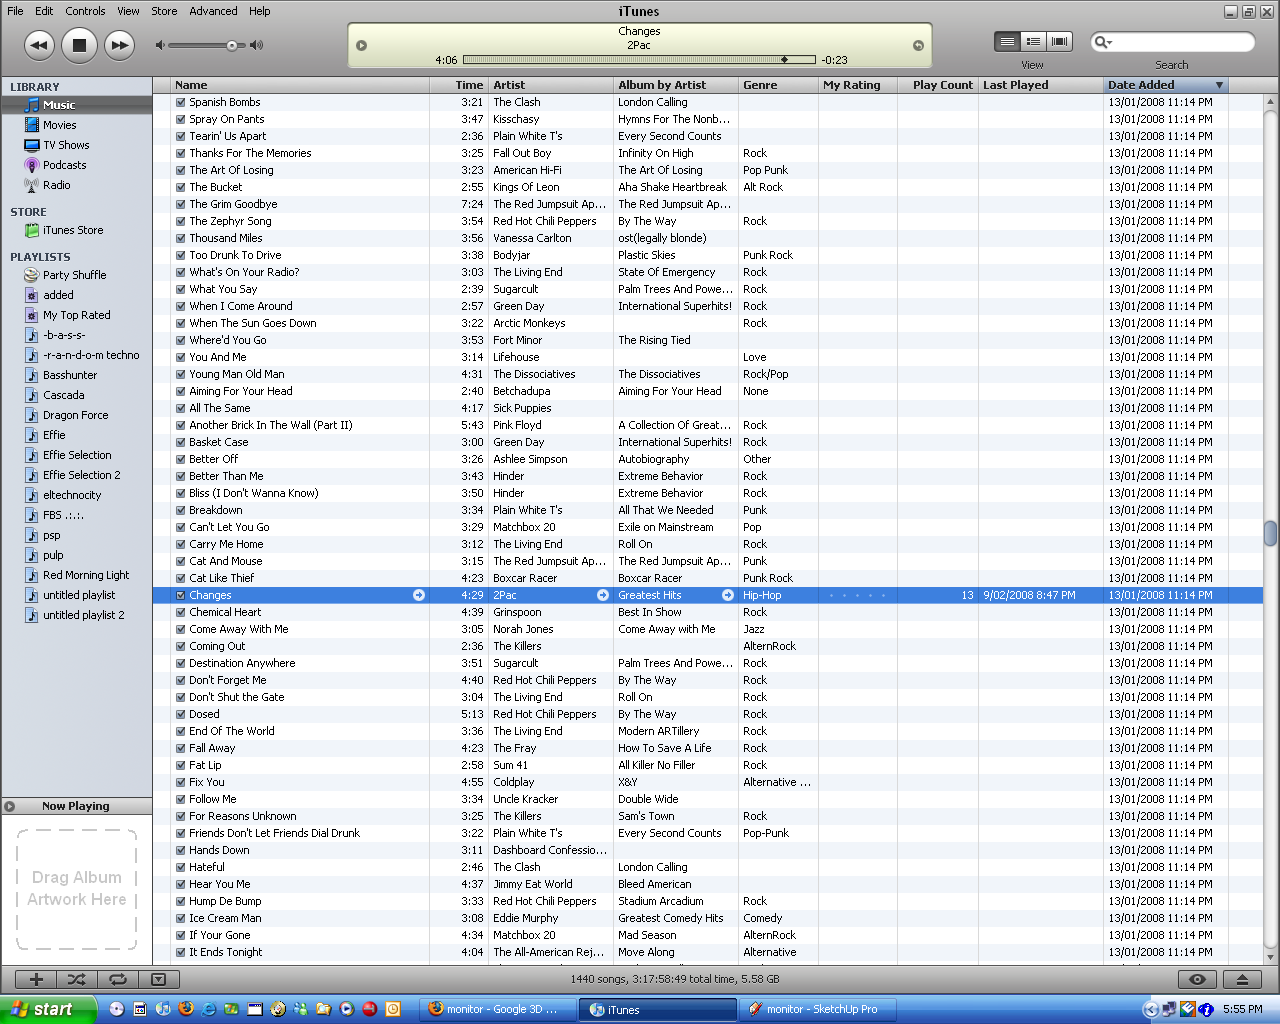 File Edit Controls View Store Advanced Help
iTunes
Changes
2Pac
4:06 -0:23
View
Search
LIBRARY
Music
Movies
TV Shows
Podcasts
Radio
STORE
iTunes Store
PLAYLISTS
Party Shuffle
added
My Top Rated
-b-a-s-s-
-r-a-n-d-o-m techno
Basshunter
Cascada
Dragon Force
Effie
Effie Selection
Effie Selection 2
eltechnocity
FBS .:.:.
psp
pulp
Red Morning Light
untitled playlist
untitled playlist 2
Now Playing
Drag Album
Artwork Here
Name Time Artist Album by Artist Genre My Rating Play Count Last Played Date Added
Spanish Bombs 3:21 The Clash London Calling 13/01/2008 11:14 PM
Spray On Pants 3:47 Kisschasy Hymns For The Nonb... 13/01/2008 11:14 PM
Tearin' Us Apart 2:36 Plain White T's Every Second Counts 13/01/2008 11:14 PM
Thanks For The Memories 3:25 Fall Out Boy Infinity On High Rock 13/01/2008 11:14 PM
The Art Of Losing 3:23 American Hi-Fi The Art Of Losing Pop Punk 13/01/2008 11:14 PM
The Bucket 2:55 Kings Of Leon Aha Shake Heartbreak Alt Rock 13/01/2008 11:14 PM
The Grim Goodbye 7:24 The Red Jumpsuit Ap... The Red Jumpsuit Ap... 13/01/2008 11:14 PM
The Zephyr Song 3:54 Red Hot Chili Peppers By The Way Rock 13/01/2008 11:14 PM
Thousand Miles 3:56 Vanessa Carlton ost(legally blonde) 13/01/2008 11:14 PM
Too Drunk To Drive 3:38 Bodyjar Plastic Skies Punk Rock 13/01/2008 11:14 PM
What's On Your Radio? 3:03 The Living End State Of Emergency Rock 13/01/2008 11:14 PM
What You Say 2:39 Sugarcult Palm Trees And Powe... Rock 13/01/2008 11:14 PM
When I Come Around 2:57 Green Day International Superhits! Rock 13/01/2008 11:14 PM
When The Sun Goes Down 3:22 Arctic Monkeys Rock 13/01/2008 11:14 PM
Where'd You Go 3:53 Fort Minor The Rising Tied 13/01/2008 11:14 PM
You And Me 3:14 Lifehouse Love 13/01/2008 11:14 PM
Young Man Old Man 4:31 The Dissociatives The Dissociatives Rock/Pop 13/01/2008 11:14 PM
Aiming For Your Head 2:40 Betchadupa Aiming For Your Head None 13/01/2008 11:14 PM
All The Same 4:17 Sick Puppies 13/01/2008 11:14 PM
Another Brick In The Wall (Part II) 5:43 Pink Floyd A Collection Of Great... Rock 13/01/2008 11:14 PM
Basket Case 3:00 Green Day International Superhits! Rock 13/01/2008 11:14 PM
Better Off 3:26 Ashlee Simpson Autobiography Other 13/01/2008 11:14 PM
Better Than Me 3:43 Hinder Extreme Behavior Rock 13/01/2008 11:14 PM
Bliss (I Don't Wanna Know) 3:50 Hinder Extreme Behavior Rock 13/01/2008 11:14 PM
Breakdown 3:34 Plain White T's All That We Needed Punk 13/01/2008 11:14 PM
Can't Let You Go 3:29 Matchbox 20 Exile on Mainstream Pop 13/01/2008 11:14 PM
Carry Me Home 3:12 The Living End Roll On Rock 13/01/2008 11:14 PM
Cat And Mouse 3:15 The Red Jumpsuit Ap... The Red Jumpsuit Ap... Punk 13/01/2008 11:14 PM
Cat Like Thief 4:23 Boxcar Racer Boxcar Racer Punk Rock 13/01/2008 11:14 PM
Changes 4:29 2Pac Greatest Hits Hip-Hop 13 9/02/2008 8:47 PM 13/01/2008 11:14 PM
Chemical Heart 4:39 Grinspoon Best In Show Rock 13/01/2008 11:14 PM
Come Away With Me 3:05 Norah Jones Come Away with Me Jazz 13/01/2008 11:14 PM
Coming Out 2:36 The Killers AlternRock 13/01/2008 11:14 PM
Destination Anywhere 3:51 Sugarcult Palm Trees And Powe... Rock 13/01/2008 11:14 PM
Don't Forget Me 4:40 Red Hot Chili Peppers By The Way Rock 13/01/2008 11:14 PM
Don't Shut the Gate 3:04 The Living End Roll On Rock 13/01/2008 11:14 PM
Dosed 5:13 Red Hot Chili Peppers By The Way Rock 13/01/2008 11:14 PM
End Of The World 3:36 The Living End Modern ARTillery Rock 13/01/2008 11:14 PM
Fall Away 4:23 The Fray How To Save A Life Rock 13/01/2008 11:14 PM
Fat Lip 2:58 Sum 41 All Killer No Filler Rock 13/01/2008 11:14 PM
Fix You 4:55 Coldplay X&Y Alternative ... 13/01/2008 11:14 PM
Follow Me 3:34 Uncle Kracker Double Wide 13/01/2008 11:14 PM
For Reasons Unknown 3:25 The Killers Sam's Town Rock 13/01/2008 11:14 PM
Friends Don't Let Friends Dial Drunk 3:22 Plain White T's Every Second Counts Pop-Punk 13/01/2008 11:14 PM
Hands Down 3:11 Dashboard Confessio... 13/01/2008 11:14 PM
Hateful 2:46 The Clash London Calling 13/01/2008 11:14 PM
Hear You Me 4:37 Jimmy Eat World Bleed American 13/01/2008 11:14 PM
Hump De Bump 3:33 Red Hot Chili Peppers Stadium Arcadium Rock 13/01/2008 11:14 PM
Ice Cream Man 3:08 Eddie Murphy Greatest Comedy Hits Comedy 13/01/2008 11:14 PM
If Your Gone 4:34 Matchbox 20 Mad Season AlternRock 13/01/2008 11:14 PM
It Ends Tonight 4:04 The All-American Rej... Move Along Alternative 13/01/2008 11:14 PM
1440 songs, 3:17:58:49 total time, 5.58 GB
start monitor - Google 3D ... iTunes monitor - SketchUp Pro 5:55 PM